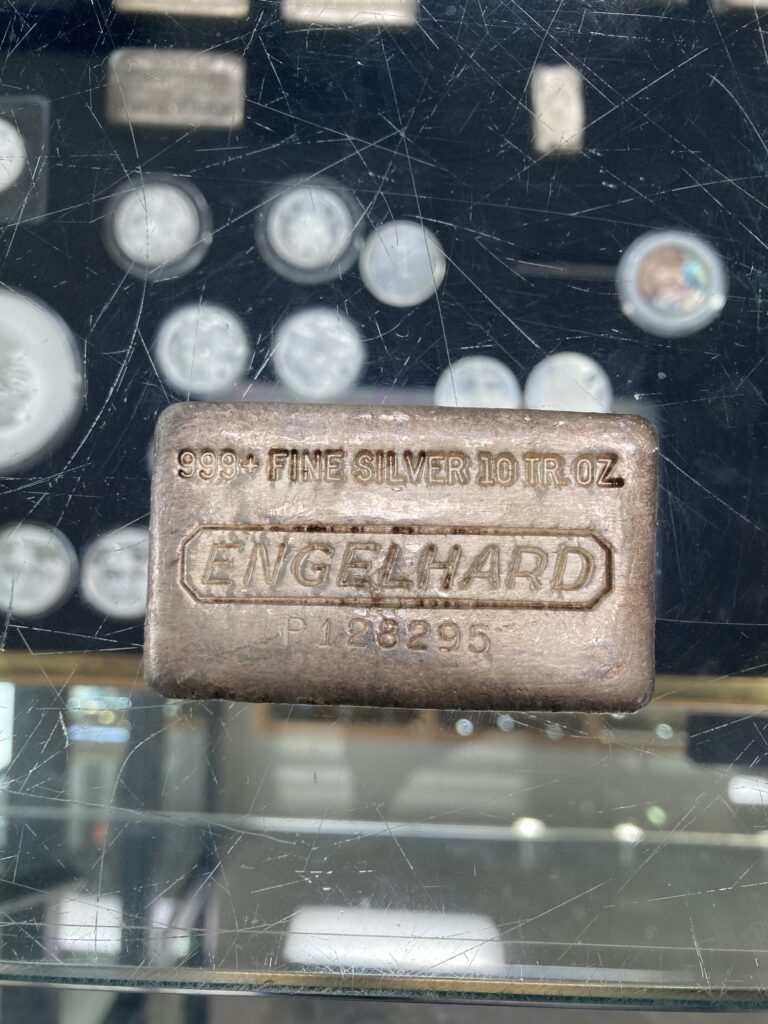 999+ FINE SILVER 10 TR. OZ.
ENGELHARD
P128295